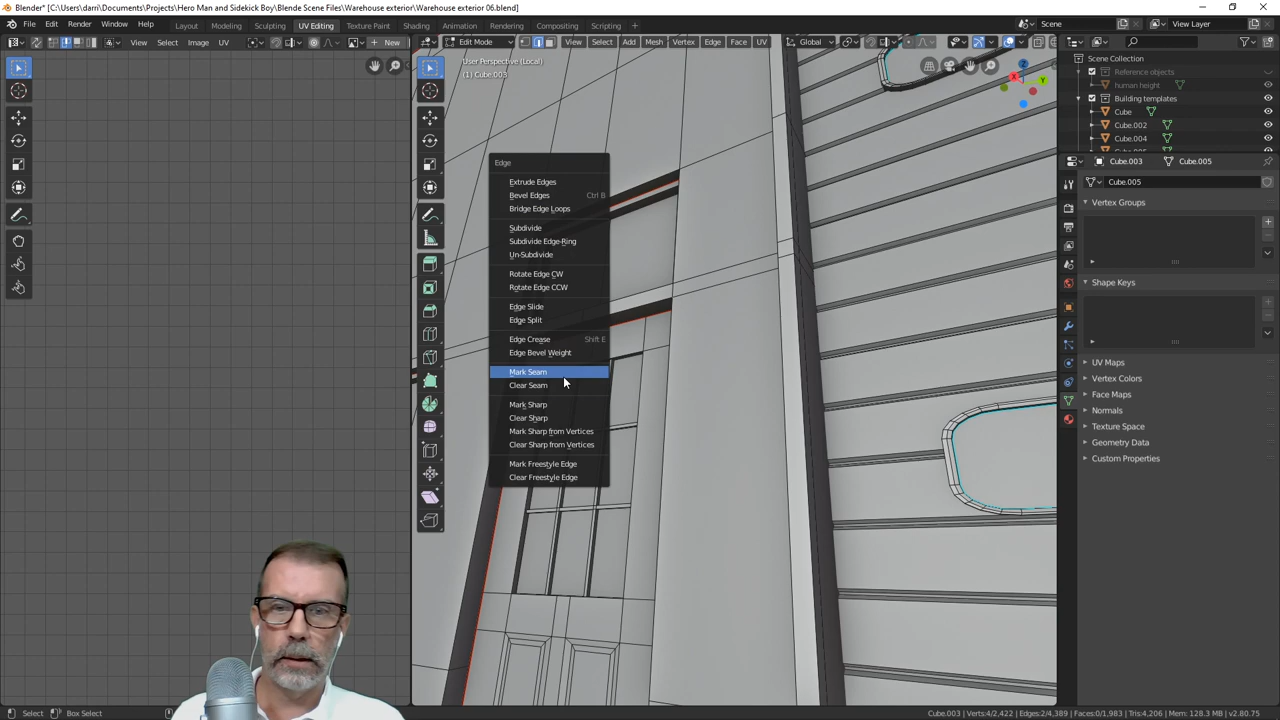 Blender* [C:\Users\darri\Documents\Projects\Hero Man and Sidekick Boy\Blende Scene Files\Warehouse exterior\Warehouse exterior 06.blend]
File Edit Render Window Help Layout Modeling Sculpting UV Editing Texture Paint Shading Animation Rendering Compositing Scripting Scene View Layer
View Select Image UV New Edit Mode View Select Add Mesh Vertex Edge Face UV Global
User Perspective (Local)
(1) Cube.003
Scene Collection
Reference objects
human height
Building templates
Cube
Cube.002
Cube.004
Cube.003 Cube.005
Cube.005
Vertex Groups
Shape Keys
UV Maps
Vertex Colors
Face Maps
Normals
Texture Space
Geometry Data
Custom Properties
Edge
Extrude Edges
Bevel Edges Ctrl B
Bridge Edge Loops
Subdivide
Subdivide Edge-Ring
Un-Subdivide
Rotate Edge CW
Rotate Edge CCW
Edge Slide
Edge Split
Edge Crease Shift E
Edge Bevel Weight
Mark Seam
Clear Seam
Mark Sharp
Clear Sharp
Mark Sharp from Vertices
Clear Sharp from Vertices
Mark Freestyle Edge
Clear Freestyle Edge
Select Box Select Cube.003 | Verts:4/2,422 | Edges:2/4,389 | Faces:0/1,983 | Tris:4,206 | Mem: 128.3 MB | v2.80.75